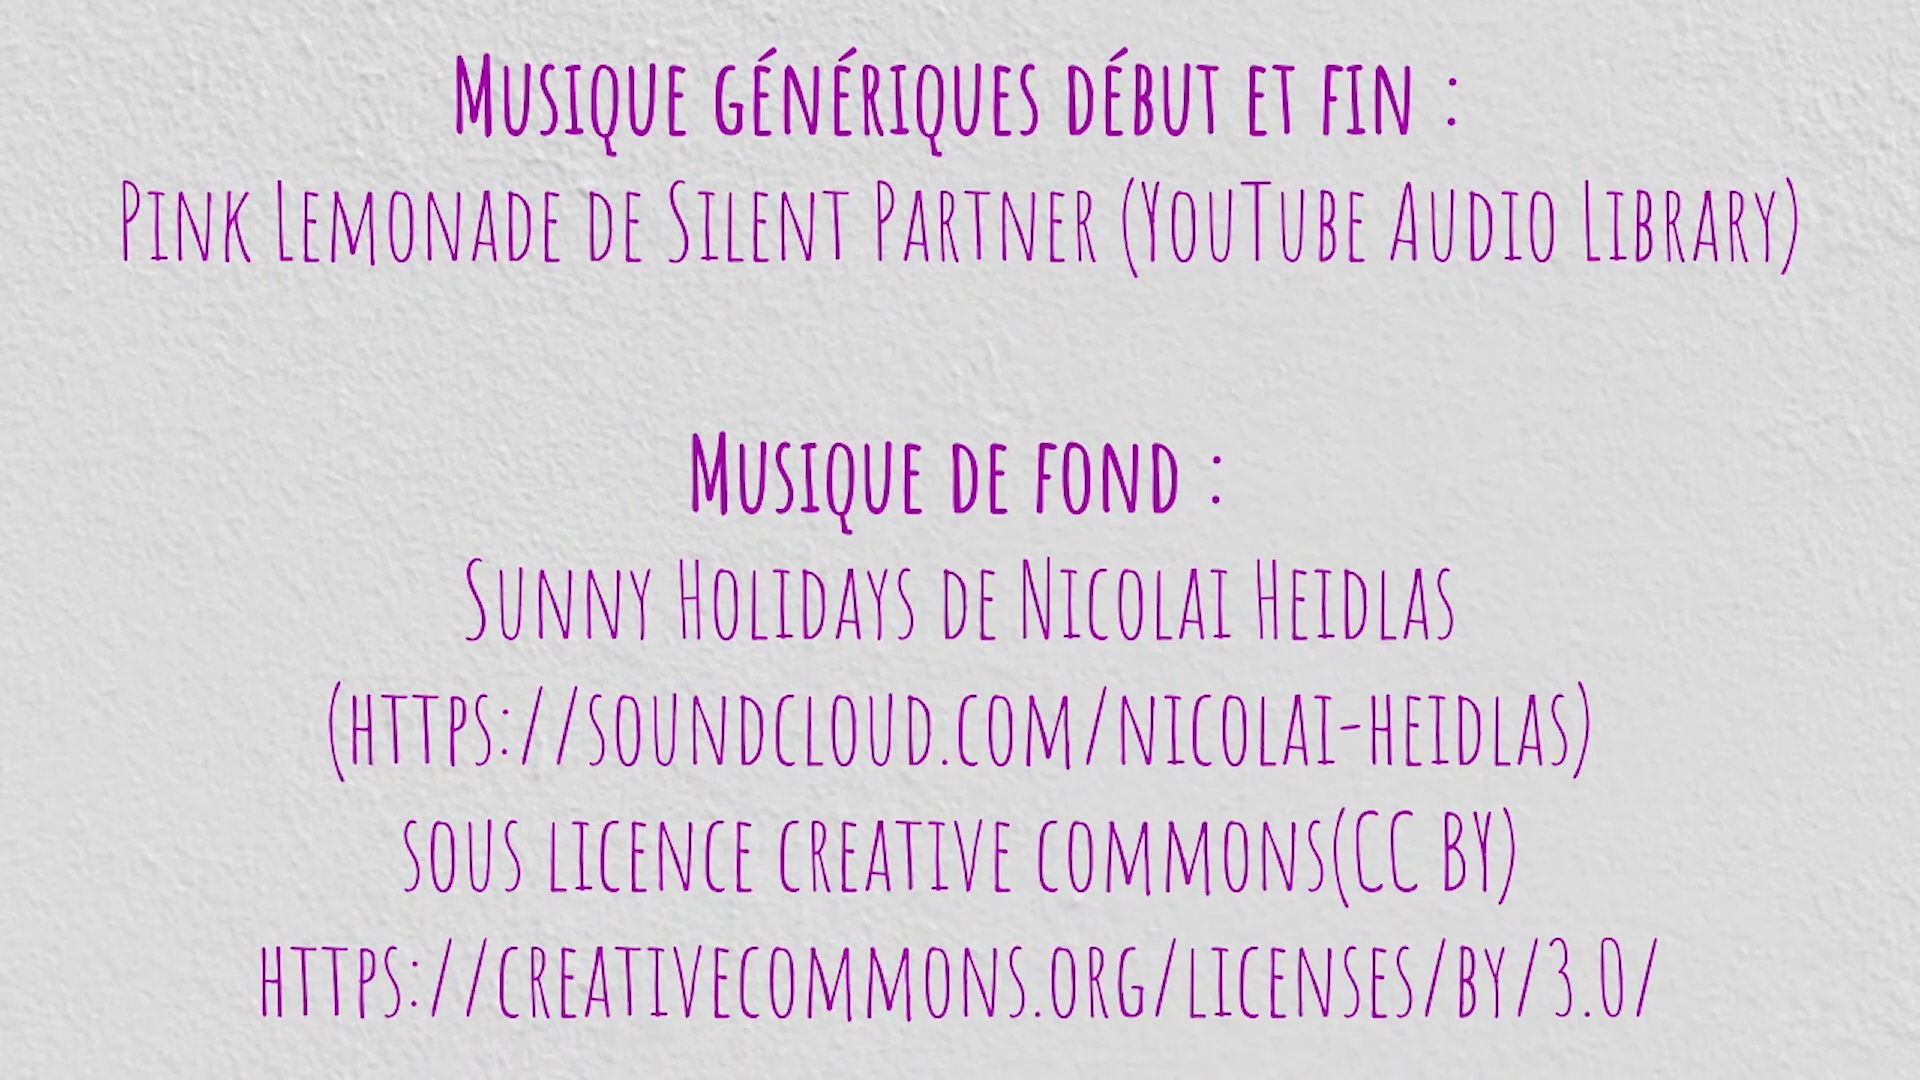 Musique génériques début et fin :
Pink Lemonade de Silent Partner (YouTube Audio Library)
Musique de fond :
Sunny Holidays de Nicolai Heidlas
(https://soundcloud.com/nicolai-heidlas)
sous licence creative commons(CC BY)
https://creativecommons.org/licenses/by/3.0/